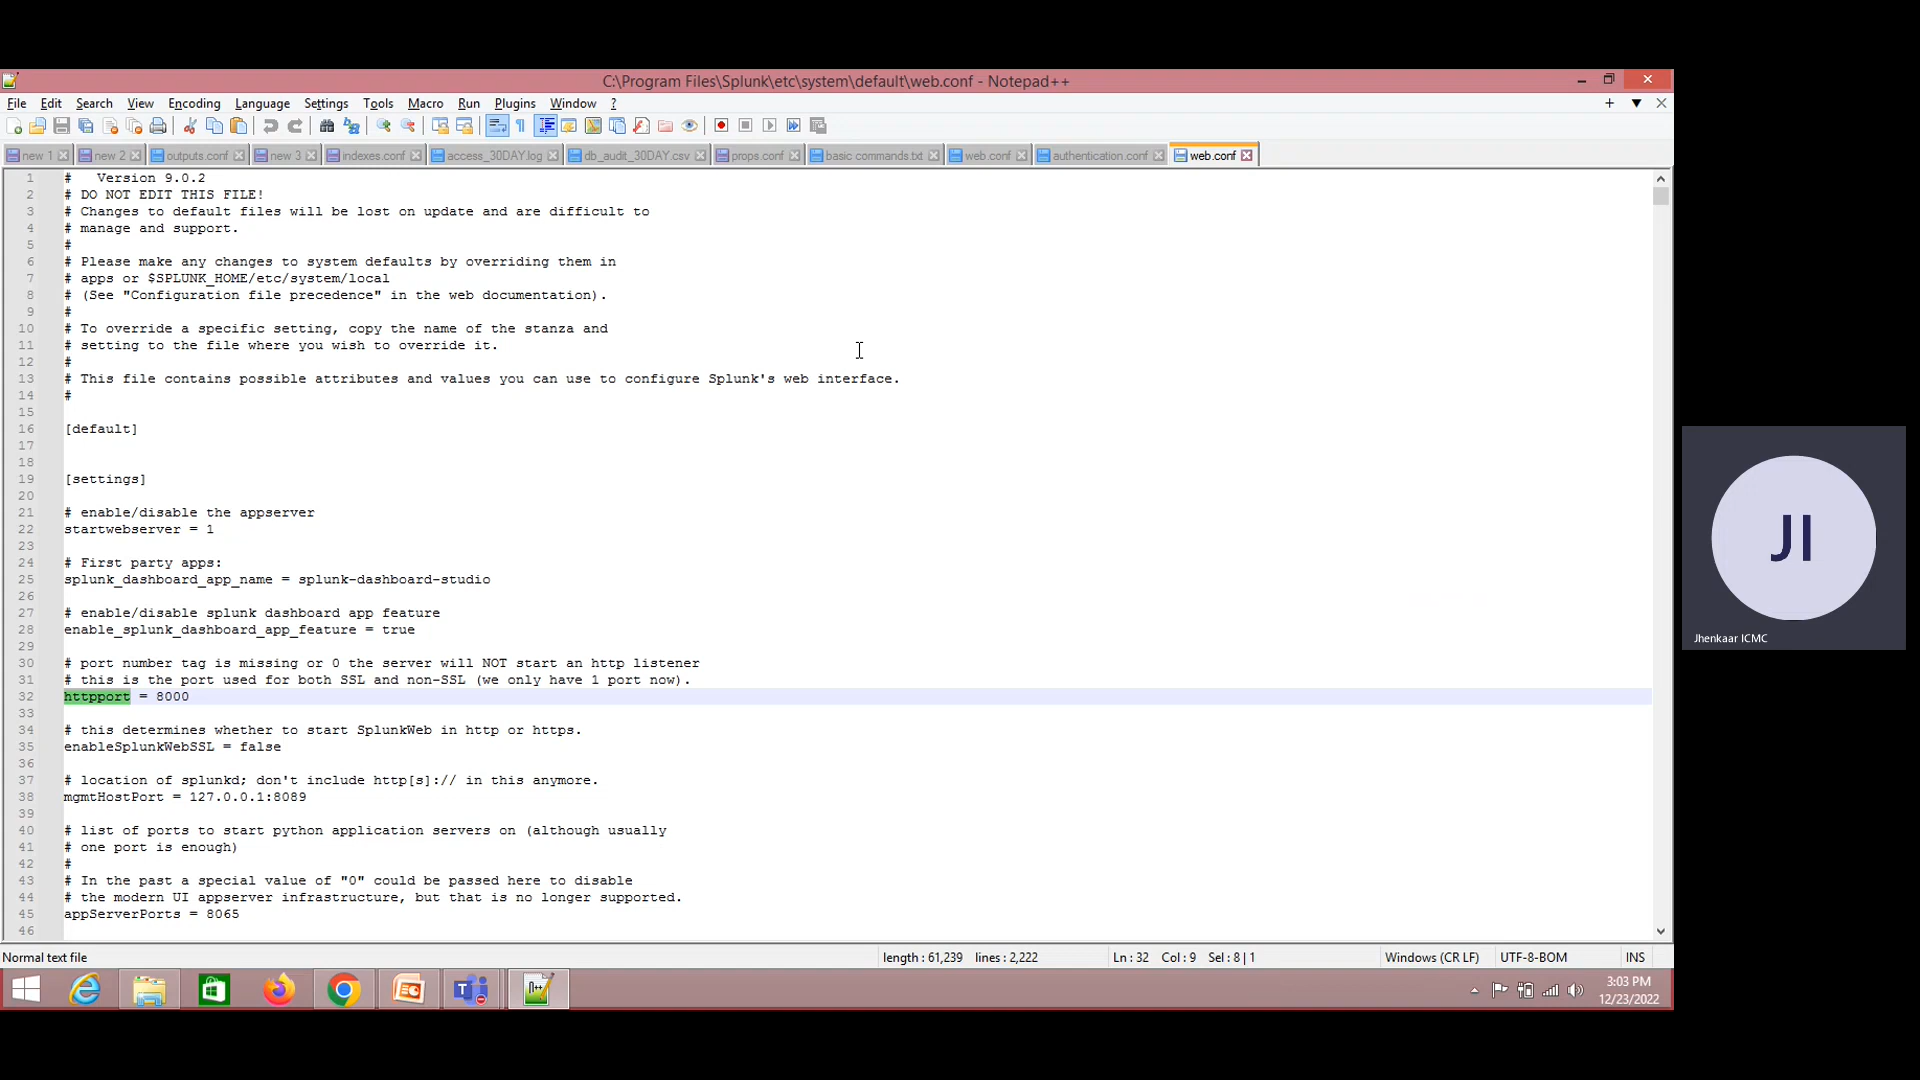 C:\Program Files\Splunk\etc\system\default\web.conf - Notepad++
File Edit Search View Encoding Language Settings Tools Macro Run Plugins Window ?
new 1 new 2 outputs.conf new 3 indexes.conf access_30DAY.log db_audit_30DAY.csv props.conf basic commands.txt web.conf authentication.conf web.conf
1 #   Version 9.0.2
2 # DO NOT EDIT THIS FILE!
3 # Changes to default files will be lost on update and are difficult to
4 # manage and support.
5 #
6 # Please make any changes to system defaults by overriding them in
7 # apps or $SPLUNK_HOME/etc/system/local
8 # (See "Configuration file precedence" in the web documentation).
9 #
10 # To override a specific setting, copy the name of the stanza and
11 # setting to the file where you wish to override it.
12 #
13 # This file contains possible attributes and values you can use to configure Splunk's web interface.
14 #
15
16 [default]
17
18
19 [settings]
20
21 # enable/disable the appserver
22 startwebserver = 1
23
24 # First party apps:
25 splunk_dashboard_app_name = splunk-dashboard-studio
26
27 # enable/disable splunk dashboard app feature
28 enable_splunk_dashboard_app_feature = true
29
30 # port number tag is missing or 0 the server will NOT start an http listener
31 # this is the port used for both SSL and non-SSL (we only have 1 port now).
32 httpport = 8000
33
34 # this determines whether to start SplunkWeb in http or https.
35 enableSplunkWebSSL = false
36
37 # location of splunkd; don't include http[s]:// in this anymore.
38 mgmtHostPort = 127.0.0.1:8089
39
40 # list of ports to start python application servers on (although usually
41 # one port is enough)
42 #
43 # In the past a special value of "0" could be passed here to disable
44 # the modern UI appserver infrastructure, but that is no longer supported.
45 appServerPorts = 8065
46
JI
Jhenkaar ICMC
Normal text file length : 61,239 lines : 2,222 Ln : 32 Col : 9 Sel : 8 | 1 Windows (CR LF) UTF-8-BOM INS
3:03 PM
12/23/2022